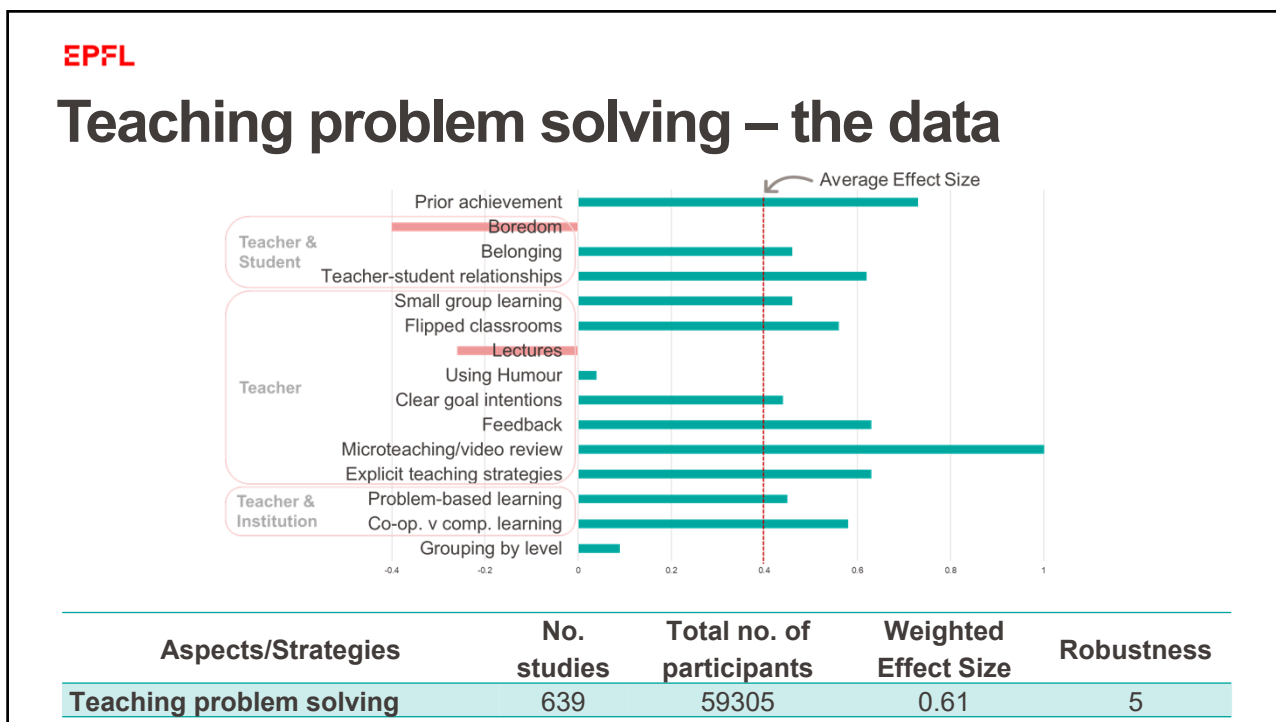 EPFL
Teaching problem solving – the data
Average Effect Size
Prior achievement
Boredom
Teacher &
Student
Belonging
Teacher-student relationships
Small group learning
Flipped classrooms
Lectures
Using Humour
Teacher
Clear goal intentions
Feedback
Microteaching/video review
Explicit teaching strategies
Teacher &
Institution
Problem-based learning
Co-op. v comp. learning
Grouping by level
-0.4 -0.2 0 0.2 0.4 0.6 0.8 1
Aspects/Strategies No. studies Total no. of participants Weighted Effect Size Robustness
Teaching problem solving 639 59305 0.61 5